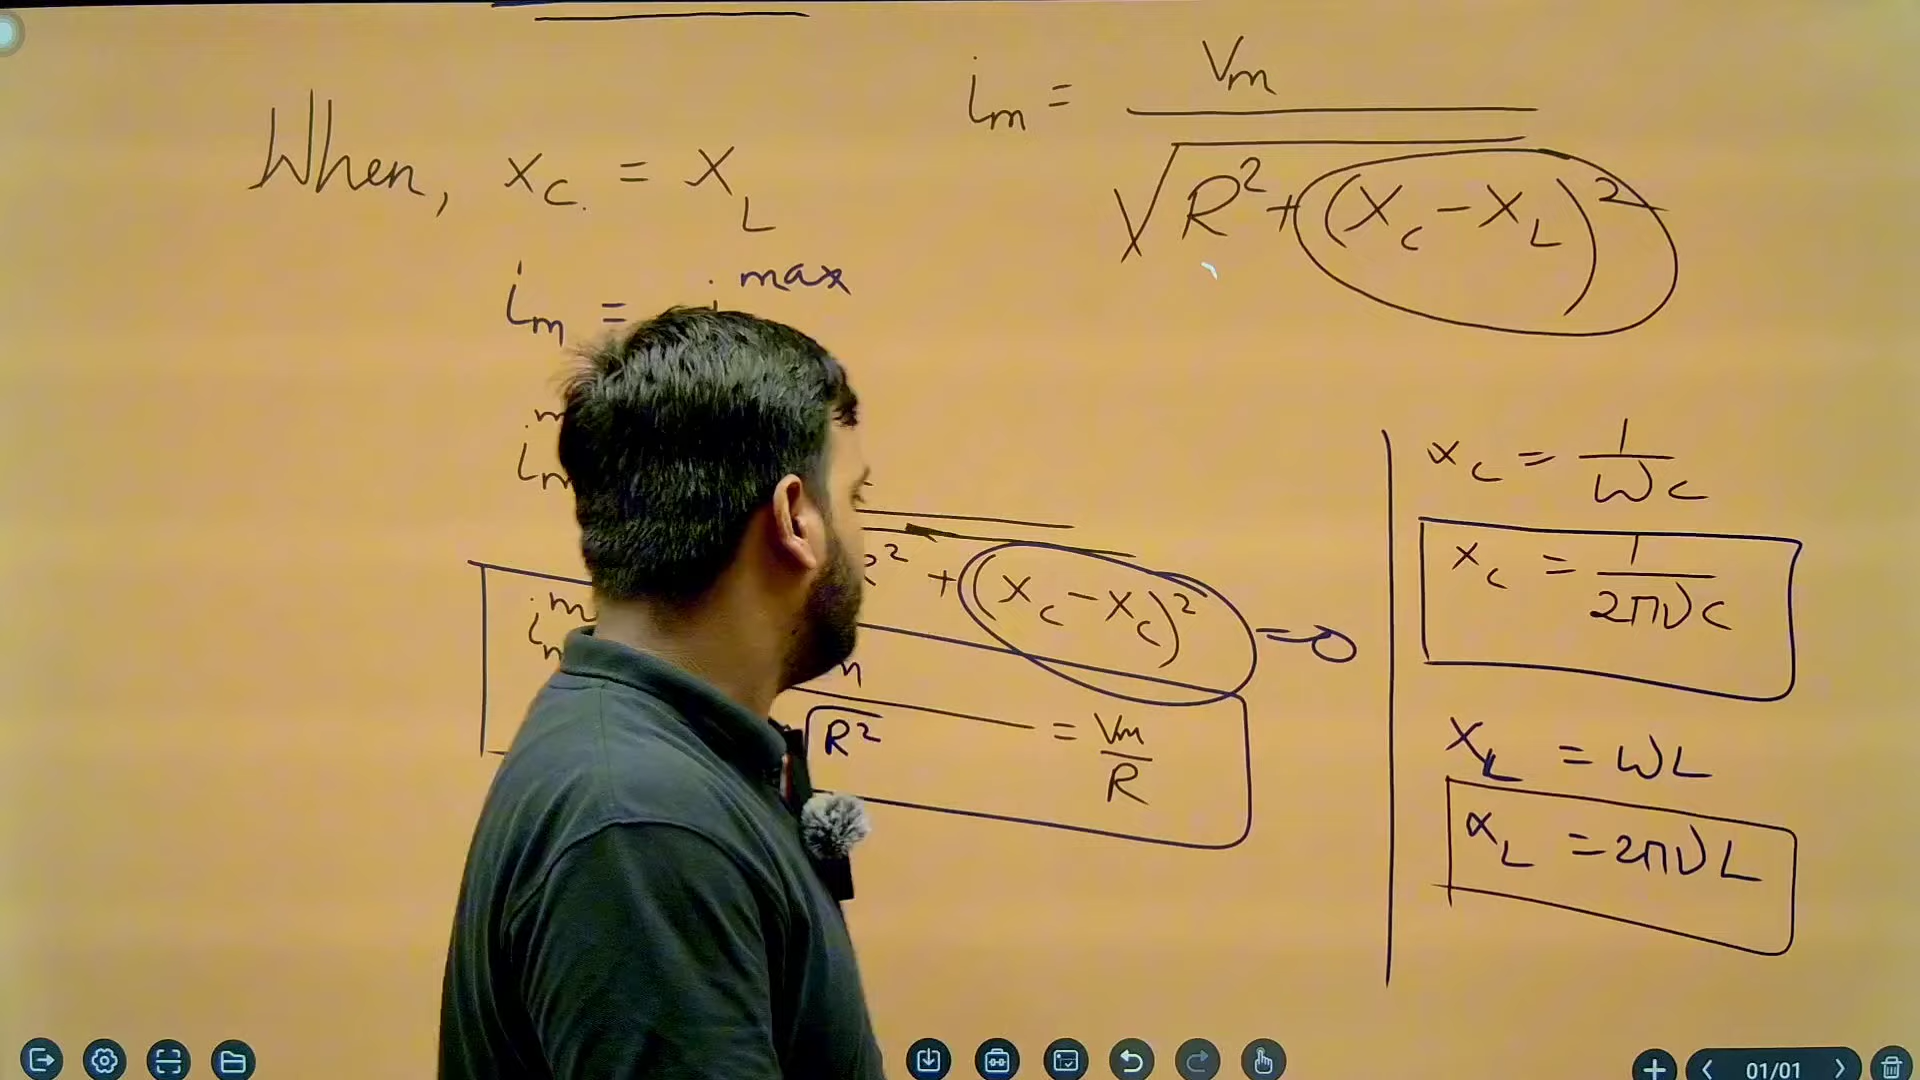 When, xc = XL
im = Vm / √R² + (Xc - XL)²
im = max
R² + (xc - xc)² = 0
√R² = Vm / R
xc = 1 / ωc
xc = 1 / 2πνc
XL = ωL
xL = 2πνL
01/01